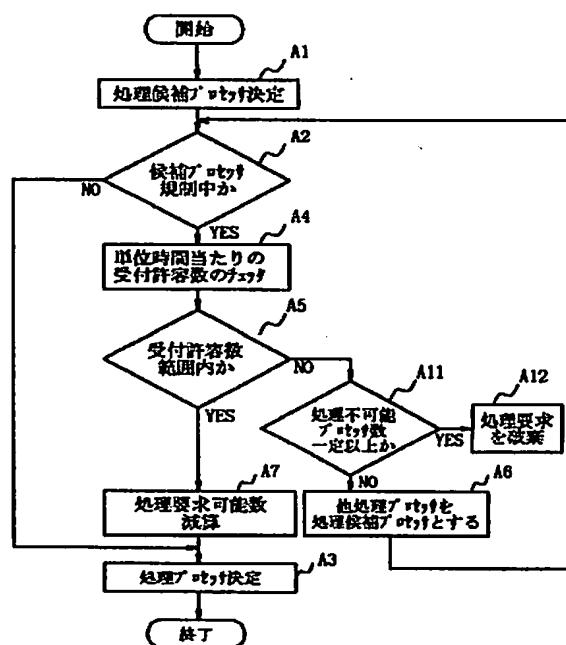 開始
A1
処理候補プロセッサ決定
A2
候補プロセッサ
規制中か
NO
YES
A4
単位時間当たりの
受付許容数のチェック
A5
受付許容数
範囲内か
NO
YES
A11
処理不可能
プロセッサ数
一定以上か
YES
NO
A12
処理要求
を破棄
A7
処理要求可能数
減算
A6
他処理プロセッサを
処理候補プロセッサとする
A3
処理プロセッサ決定
終了